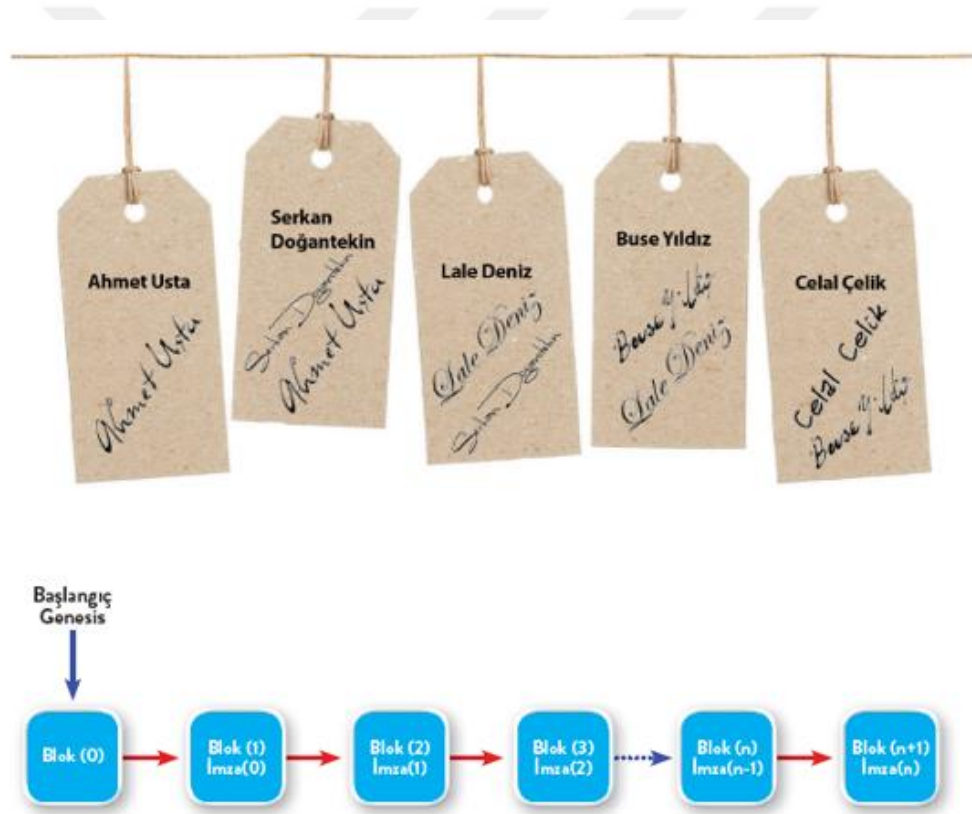 Ahmet Usta
Ahmet Usta
Serkan
Doğantekin
Serkan Doğantekin
Ahmet Usta
Lale Deniz
Lale Deniz
Serkan Doğantekin
Buse Yıldız
Buse Yıldız
Lale Deniz
Celal Çelik
Celal Celik
Buse Yıldız
Başlangıç
Genesis
Blok (0)
Blok (1)
İmza(0)
Blok (2)
İmza(1)
Blok (3)
İmza(2)
Blok (n)
İmza(n-1)
Blok (n+1)
İmza(n)